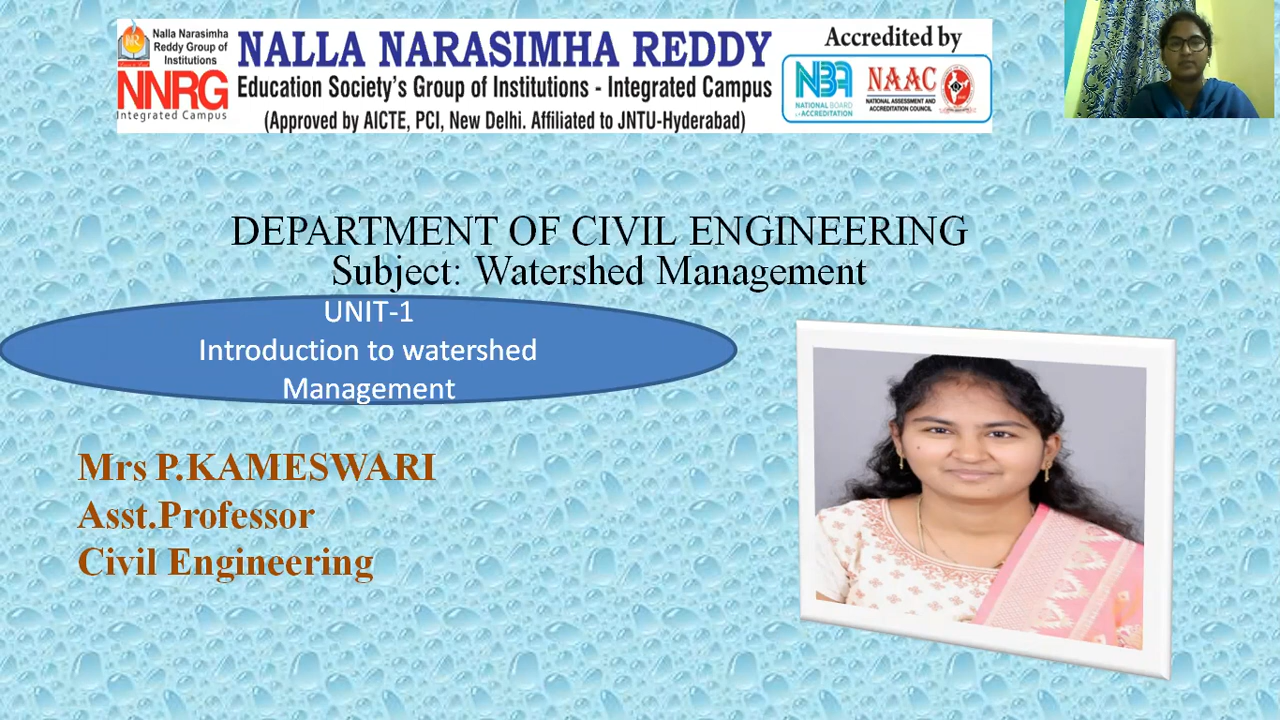 Nalla Narasimha
Reddy Group of
Institutions
NNRG
Integrated Campus
NALLA NARASIMHA REDDY
Education Society's Group of Institutions - Integrated Campus
(Approved by AICTE, PCI, New Delhi. Affiliated to JNTU-Hyderabad)
Accredited by
NBA
NATIONAL BOARD
ACCREDITATION
NAAC
NATIONAL ASSESSMENT AND
ACCREDITATION COUNCIL
DEPARTMENT OF CIVIL ENGINEERING
Subject: Watershed Management
UNIT-1
Introduction to watershed
Management
Mrs P.KAMESWARI
Asst.Professor
Civil Engineering